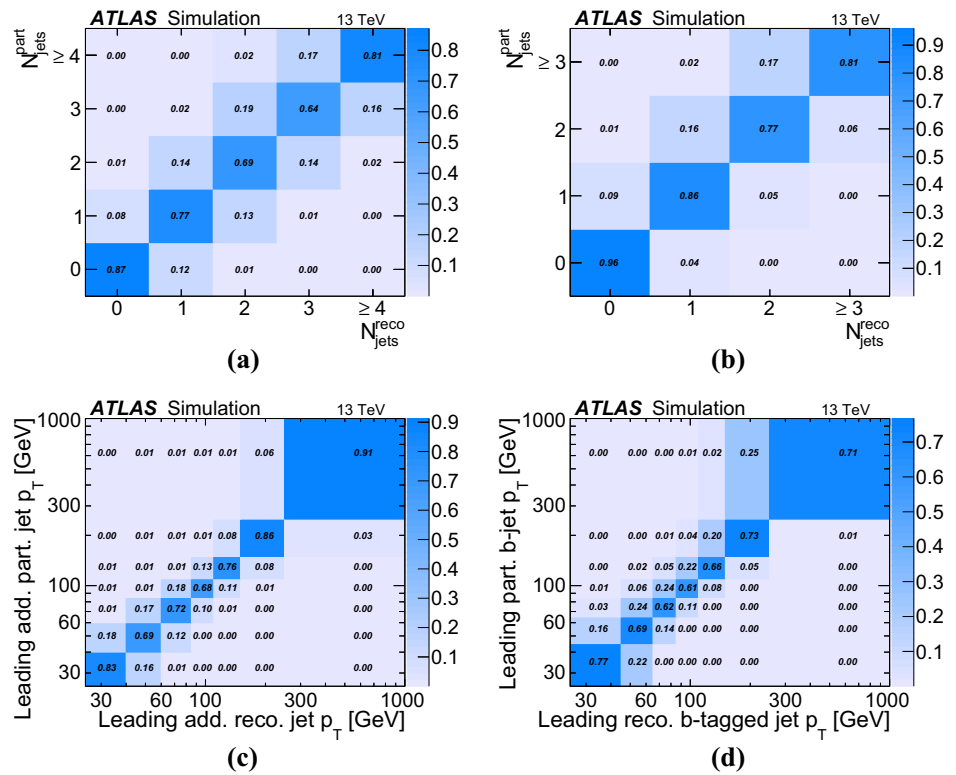 ATLAS Simulation 13 TeV
N^part_jets
≥ 4 0.00 0.00 0.02 0.17 0.81 0.8
3 0.00 0.02 0.19 0.64 0.16 0.7
0.6
2 0.01 0.14 0.69 0.14 0.02 0.5
0.4
1 0.08 0.77 0.13 0.01 0.00 0.3
0.2
0 0.87 0.12 0.01 0.00 0.00 0.1
0 1 2 3 ≥ 4
N^reco_jets
(a)
ATLAS Simulation 13 TeV
N^part_jets
≥ 3 0.00 0.02 0.17 0.81 0.9
0.8
0.7
2 0.01 0.16 0.77 0.06 0.6
0.5
1 0.09 0.86 0.05 0.00 0.4
0.3
0.2
0 0.96 0.04 0.00 0.00 0.1
0 1 2 ≥ 3
N^reco_jets
(b)
ATLAS Simulation 13 TeV
Leading add. part. jet p_T [GeV]
1000 0.9
0.00 0.01 0.01 0.01 0.01 0.06 0.91 0.8
300 0.7
0.00 0.01 0.01 0.01 0.08 0.86 0.03 0.6
0.01 0.01 0.01 0.13 0.76 0.08 0.00 0.5
100 0.01 0.01 0.18 0.68 0.11 0.01 0.00 0.4
0.01 0.17 0.72 0.10 0.01 0.00 0.00 0.3
60 0.18 0.69 0.12 0.00 0.00 0.00 0.00 0.2
30 0.83 0.16 0.01 0.00 0.00 0.00 0.00 0.1
30 60 100 300 1000
Leading add. reco. jet p_T [GeV]
(c)
ATLAS Simulation 13 TeV
Leading part. b-jet p_T [GeV]
1000 0.7
0.00 0.00 0.00 0.01 0.02 0.25 0.71 0.6
300
0.00 0.00 0.01 0.04 0.20 0.73 0.01 0.5
0.00 0.02 0.05 0.22 0.66 0.05 0.00 0.4
100 0.01 0.06 0.24 0.61 0.08 0.00 0.00
0.03 0.24 0.62 0.11 0.00 0.00 0.00 0.3
60 0.16 0.69 0.14 0.00 0.00 0.00 0.00 0.2
30 0.77 0.22 0.00 0.00 0.00 0.00 0.00 0.1
30 60 100 300 1000
Leading reco. b-tagged jet p_T [GeV]
(d)